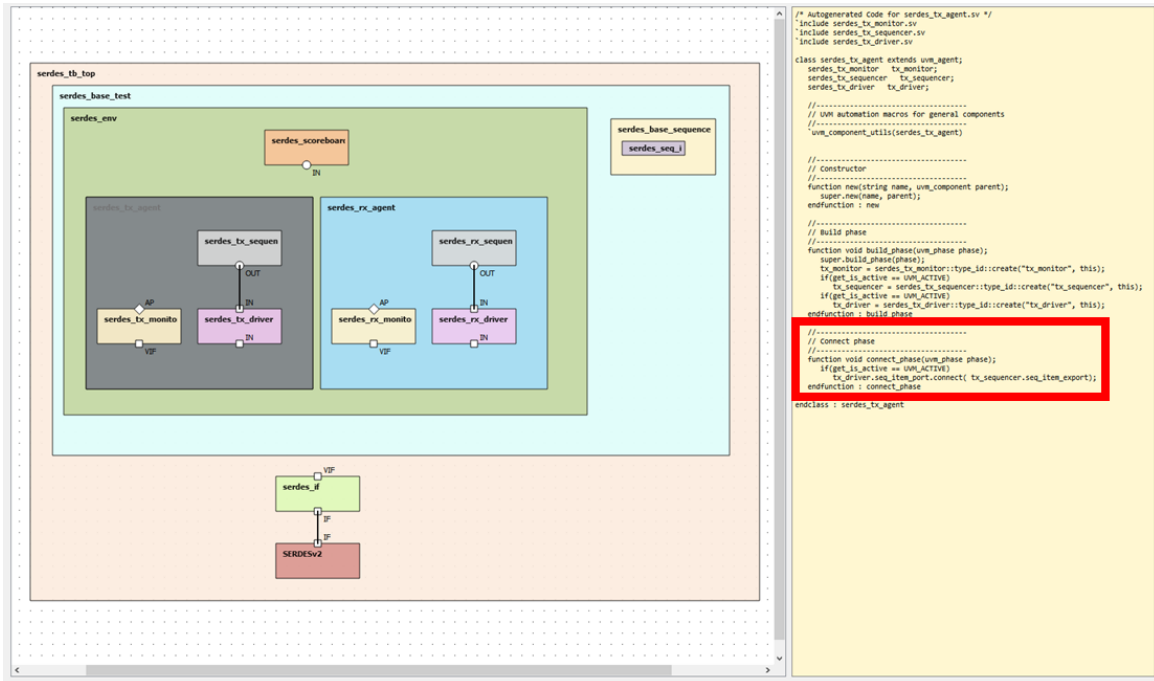 serdes_tb_top
serdes_base_test
serdes_env
serdes_scoreboar
IN
serdes_base_sequence
serdes_seq_i
serdes_tx_agent
serdes_tx_sequen
OUT
AP
IN
serdes_tx_monito
serdes_tx_driver
VIF
IN
serdes_rx_agent
serdes_rx_sequen
OUT
AP
IN
serdes_rx_monito
serdes_rx_driver
VIF
IN
VIF
serdes_if
IF
IF
SERDESv2
/* Autogenerated Code for serdes_tx_agent.sv */
`include serdes_tx_monitor.sv
`include serdes_tx_sequencer.sv
`include serdes_tx_driver.sv
class serdes_tx_agent extends uvm_agent;
serdes_tx_monitor tx_monitor;
serdes_tx_sequencer tx_sequencer;
serdes_tx_driver tx_driver;
//------------------------------------
// UVM automation macros for general components
//------------------------------------
`uvm_component_utils(serdes_tx_agent)
//------------------------------------
// Constructor
//------------------------------------
function new(string name, uvm_component parent);
super.new(name, parent);
endfunction : new
//------------------------------------
// Build phase
//------------------------------------
function void build_phase(uvm_phase phase);
super.build_phase(phase);
tx_monitor = serdes_tx_monitor::type_id::create("tx_monitor", this);
if(get_is_active == UVM_ACTIVE)
tx_sequencer = serdes_tx_sequencer::type_id::create("tx_sequencer", this);
if(get_is_active == UVM_ACTIVE)
tx_driver = serdes_tx_driver::type_id::create("tx_driver", this);
endfunction : build_phase
//------------------------------------
// Connect phase
//------------------------------------
function void connect_phase(uvm_phase phase);
if(get_is_active == UVM_ACTIVE)
tx_driver.seq_item_port.connect( tx_sequencer.seq_item_export);
endfunction : connect_phase
endclass : serdes_tx_agent